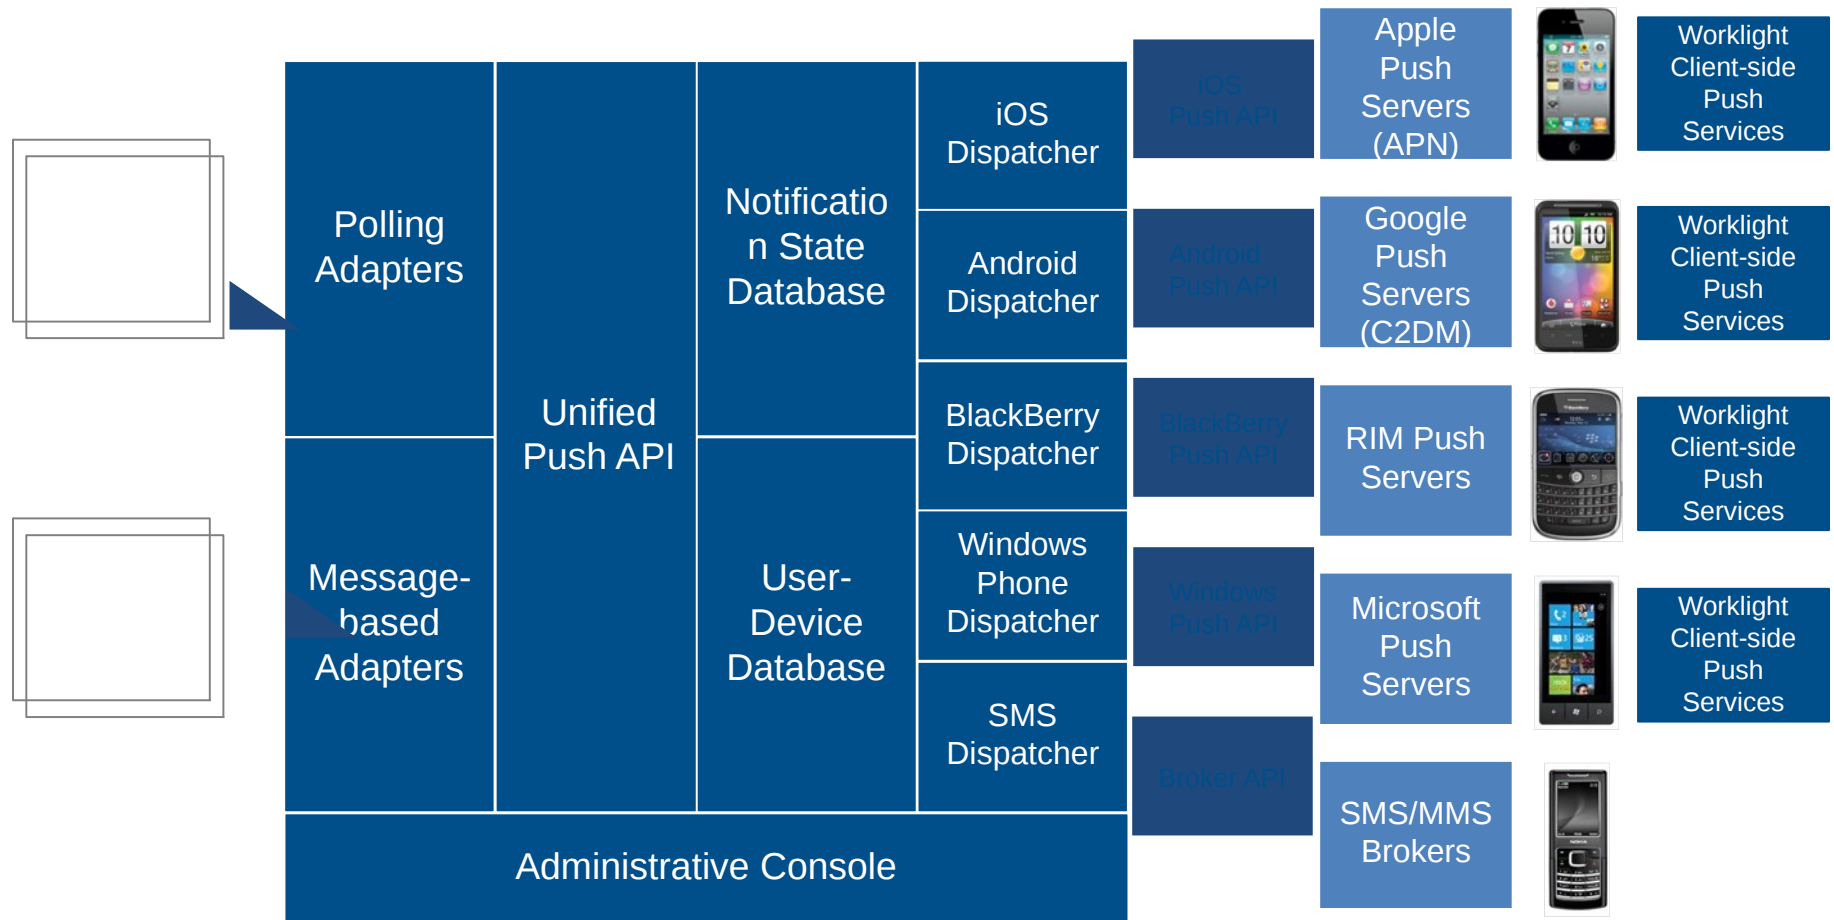 Polling
Adapters
Message-
based
Adapters
Unified
Push API
Notificatio
n State
Database
User-
Device
Database
iOS
Dispatcher
Android
Dispatcher
BlackBerry
Dispatcher
Windows
Phone
Dispatcher
SMS
Dispatcher
Administrative Console
iOS
Push API
Android
Push API
BlackBerry
Push API
Windows
Push API
Broker API
Apple
Push
Servers
(APN)
Google
Push
Servers
(C2DM)
RIM Push
Servers
Microsoft
Push
Servers
SMS/MMS
Brokers
10 10
NOKIA
Worklight
Client-side
Push
Services
Worklight
Client-side
Push
Services
Worklight
Client-side
Push
Services
Worklight
Client-side
Push
Services